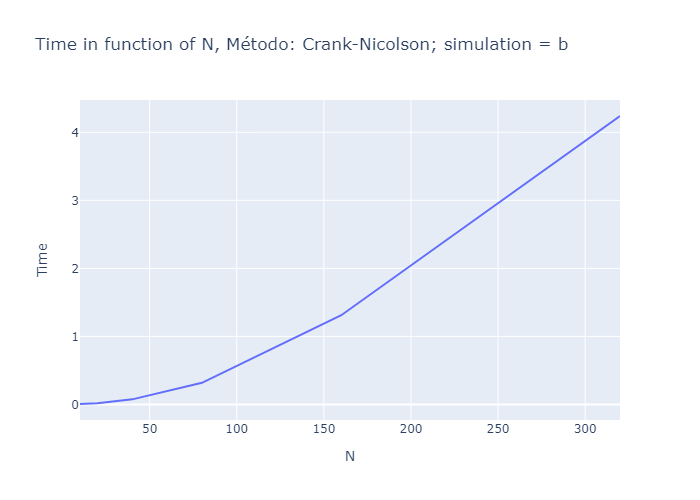 Time in function of N, Método: Crank-Nicolson; simulation = b
4
3
2
1
0
Time
50 100 150 200 250 300
N